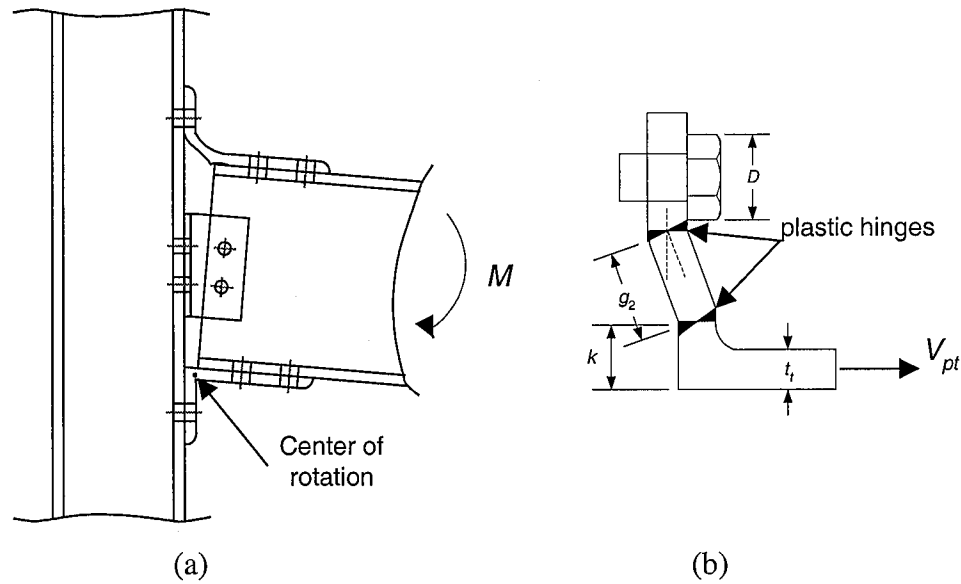 M
Center of
rotation
(a)
D
plastic hinges
g₂
k
tₜ
Vₚₜ
(b)